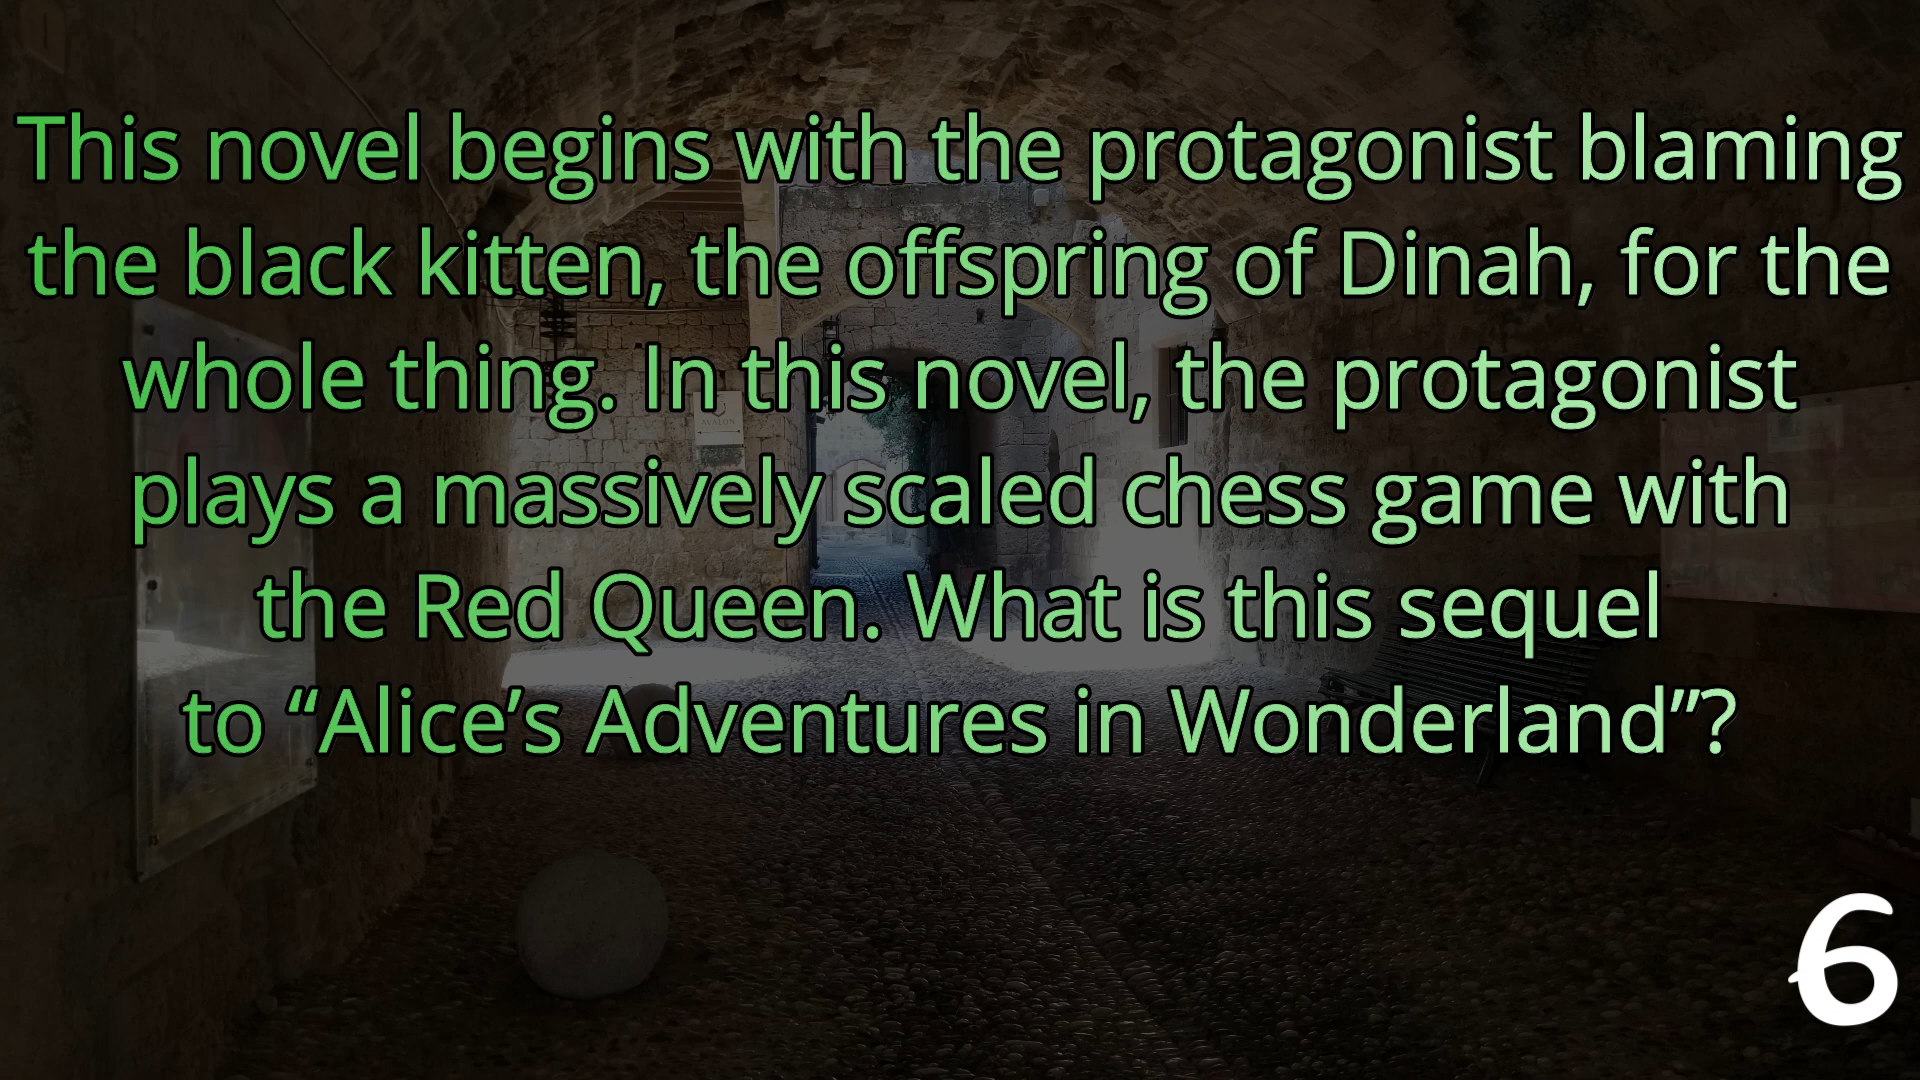 This novel begins with the protagonist blaming
the black kitten, the offspring of Dinah, for the
whole thing. In this novel, the protagonist
plays a massively scaled chess game with
the Red Queen. What is this sequel
to “Alice’s Adventures in Wonderland”?
6